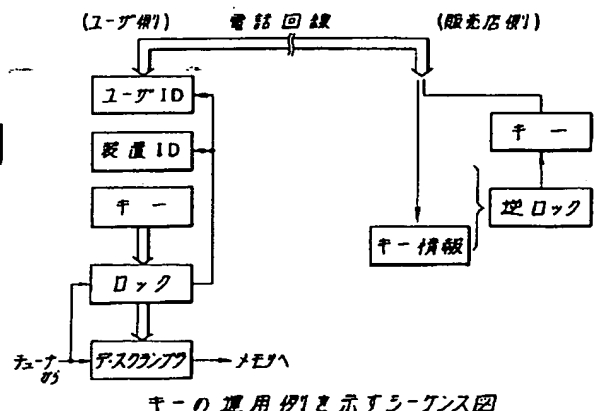 (ユーザ側) 電話回線 (販売店側)
ユーザID
装置ID
キー
ロック
チューナから
デ・スクランブラ
メモリへ
キー
逆ロック
キー情報
キーの運用例を示すシーケンス図